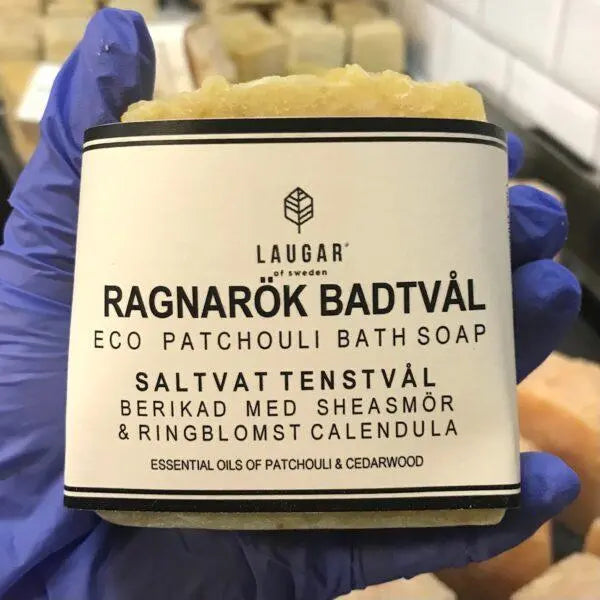 LAUGAR
of sweden
RAGNARÖK BADTVÅL
ECO PATCHOULI BATH SOAP
SALTVAT TENSTVÅL
BERIKAD MED SHEASMÖR
& RINGBLOMST CALENDULA
ESSENTIAL OILS OF PATCHOULI & CEDARWOOD